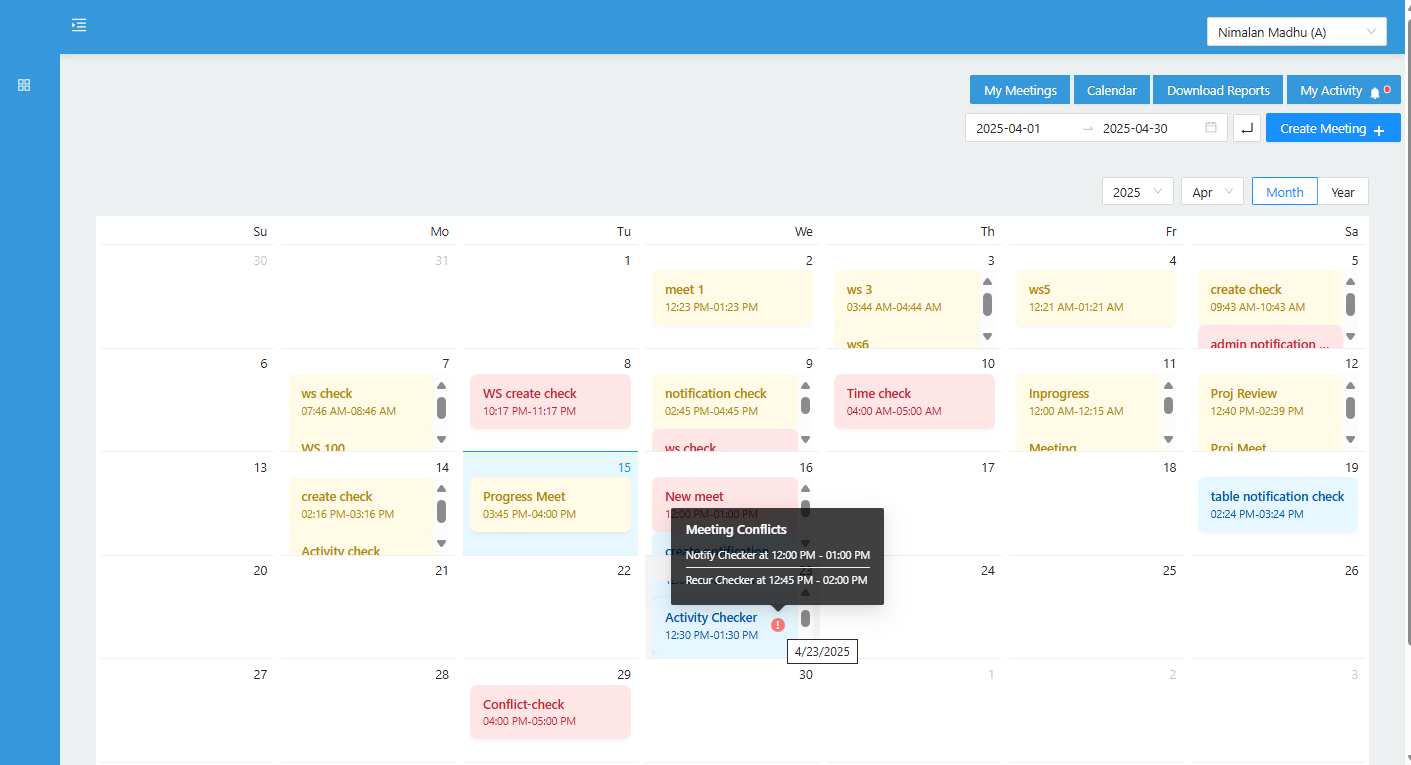 Nimalan Madhu (A)
My Meetings
Calendar
Download Reports
My Activity
2025-04-01
2025-04-30
Create Meeting +
2025
Apr
Month
Year
Su
Mo
Tu
We
Th
Fr
Sa
30
31
1
2
meet 1
12:23 PM-01:23 PM
3
ws 3
03:44 AM-04:44 AM
ws6
4
ws5
12:21 AM-01:21 AM
5
create check
09:43 AM-10:43 AM
admin notification ...
6
7
ws check
07:46 AM-08:46 AM
WS 100
8
WS create check
10:17 PM-11:17 PM
9
notification check
02:45 PM-04:45 PM
ws check
10
Time check
04:00 AM-05:00 AM
11
Inprogress
12:00 AM-12:15 AM
Meeting
12
Proj Review
12:40 PM-02:39 PM
Proj Meet
13
14
create check
02:16 PM-03:16 PM
Activity check
15
Progress Meet
03:45 PM-04:00 PM
16
New meet
12:00 PM-01:00 PM
create notification
17
18
19
table notification check
02:24 PM-03:24 PM
Meeting Conflicts
Notify Checker at 12:00 PM - 01:00 PM
Recur Checker at 12:45 PM - 02:00 PM
20
21
22
23
Activity Checker
12:30 PM-01:30 PM
4/23/2025
24
25
26
27
28
29
Conflict-check
04:00 PM-05:00 PM
30
1
2
3